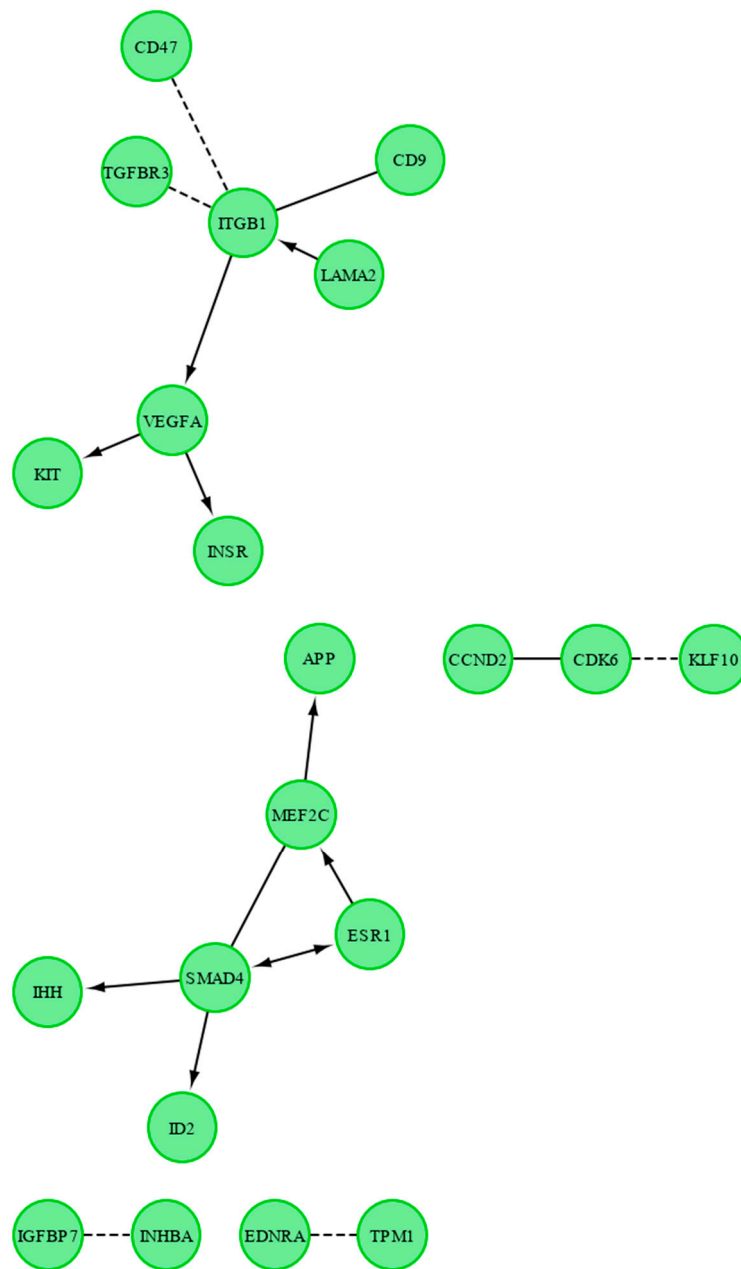 CD47
CD9
TGFBR3
ITGB1
LAMA2
VEGFA
KIT
INSR
APP
CCND2
CDK6
KLF10
MEF2C
ESR1
SMAD4
IHH
ID2
IGFBP7
INHBA
EDNRA
TPM1